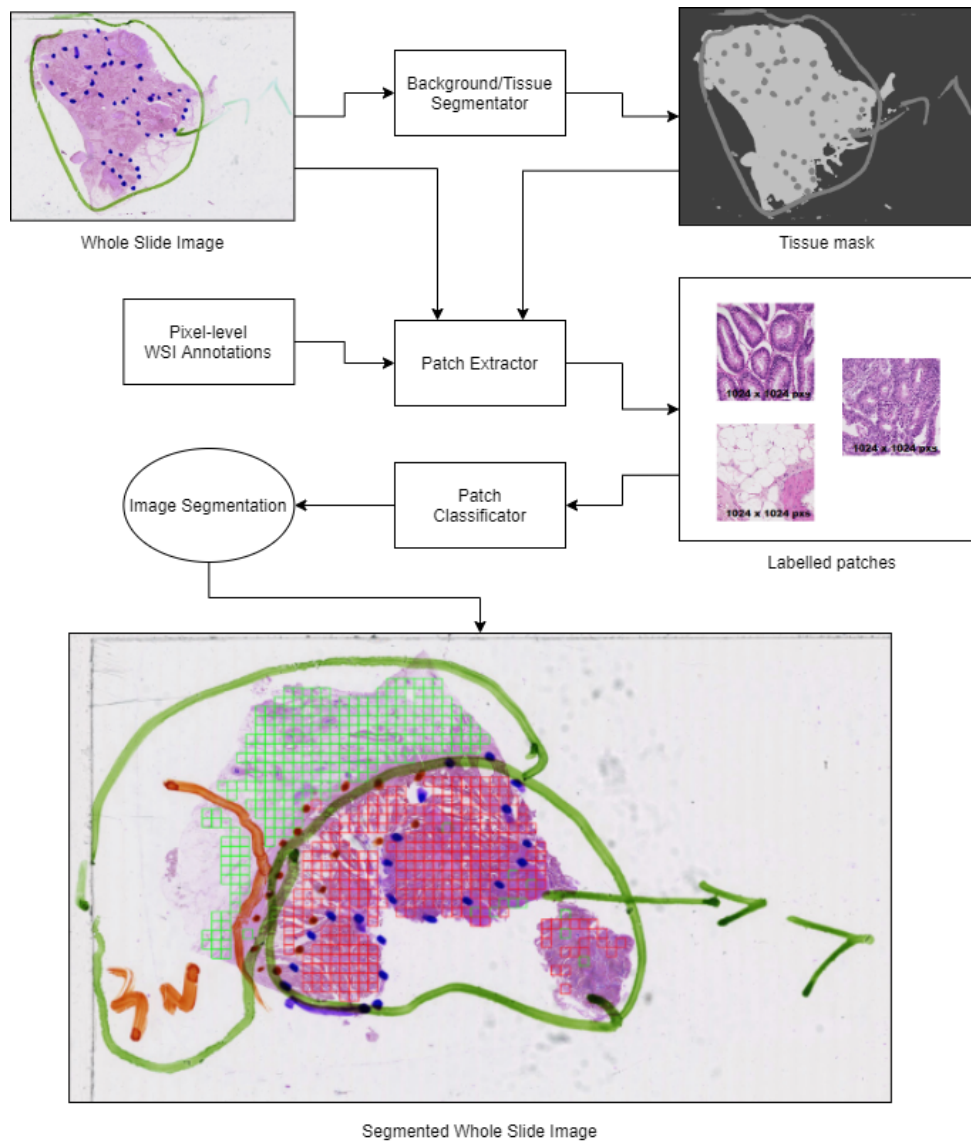 Background/Tissue
Segmentator
Whole Slide Image
Tissue mask
Pixel-level
WSI Annotations
Patch Extractor
1024 x 1024 pxs
1024 x 1024 pxs
1024 x 1024 pxs
Image Segmentation
Patch
Classificator
Labelled patches
Segmented Whole Slide Image